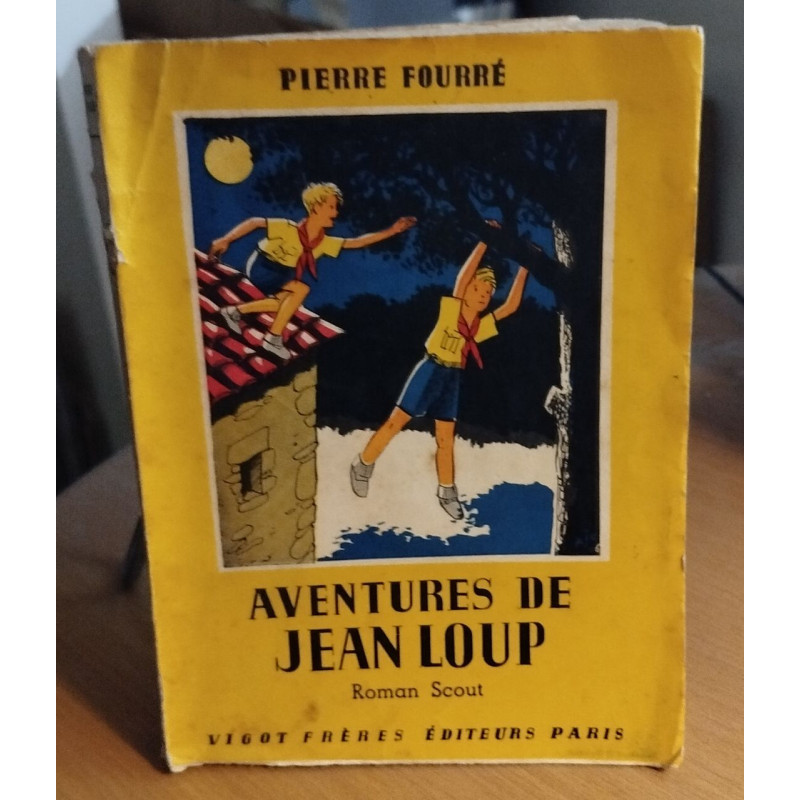 PIERRE FOURRÉ
AVENTURES DE
JEAN LOUP
Roman Scout
VIGOT FRÈRES ÉDITEURS PARIS